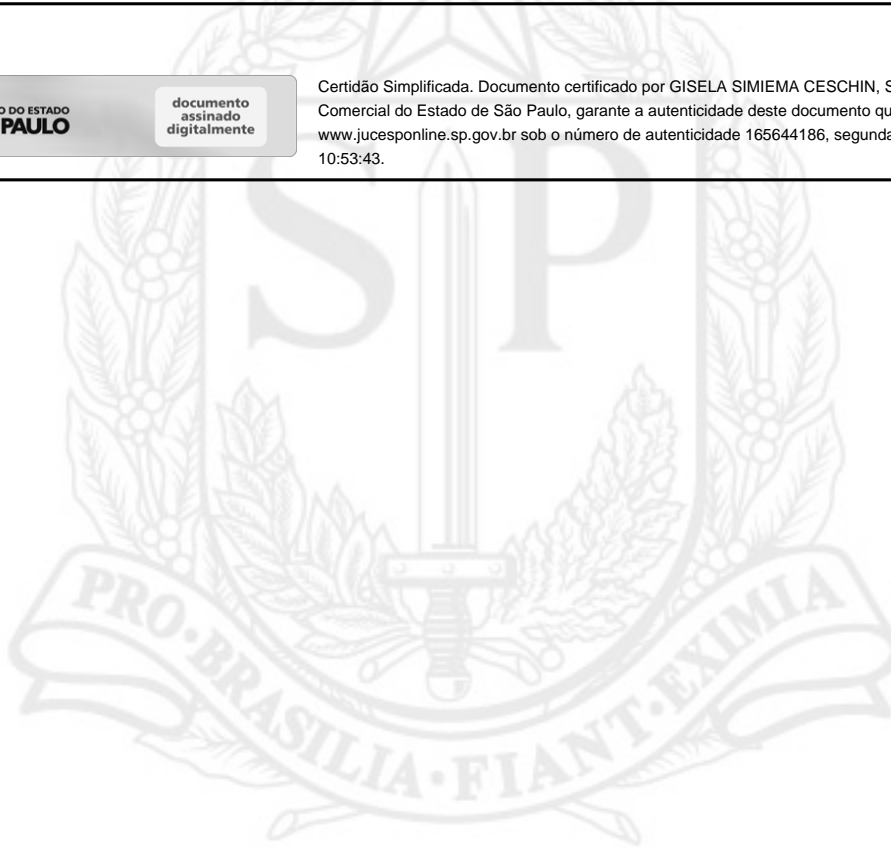 DO ESTADO
PAULO
documento
assinado
digitalmente
Certidão Simplificada. Documento certificado por GISELA SIMIEMA CESCHIN,
Comercial do Estado de São Paulo, garante a autenticidade deste documento
www.jucesponline.sp.gov.br sob o número de autenticidade 165644186,
10:53:43.
S P
PRO·BRASILIA·FIANT·EXIMIA